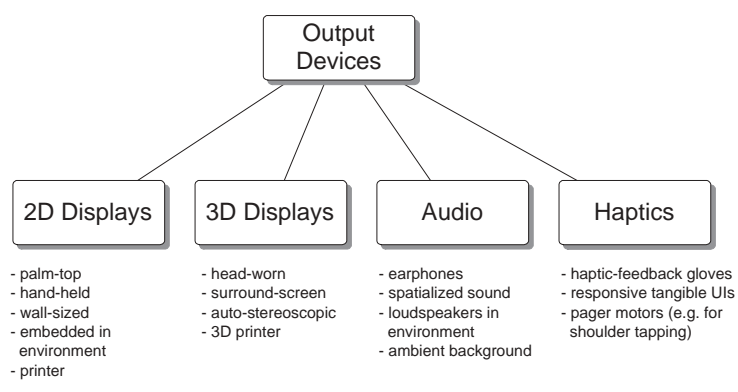 Output
Devices
2D Displays
3D Displays
Audio
Haptics
- palm-top
- hand-held
- wall-sized
- embedded in
environment
- printer
- head-worn
- surround-screen
- auto-stereoscopic
- 3D printer
- earphones
- spatialized sound
- loudspeakers in
environment
- ambient background
- haptic-feedback gloves
- responsive tangible UIs
- pager motors (e.g. for
shoulder tapping)